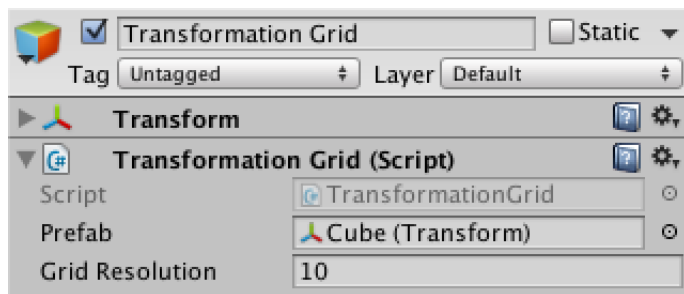 Transformation Grid Static
Tag Untagged Layer Default
Transform
C# Transformation Grid (Script)
Script C# TransformationGrid
Prefab Cube (Transform)
Grid Resolution 10